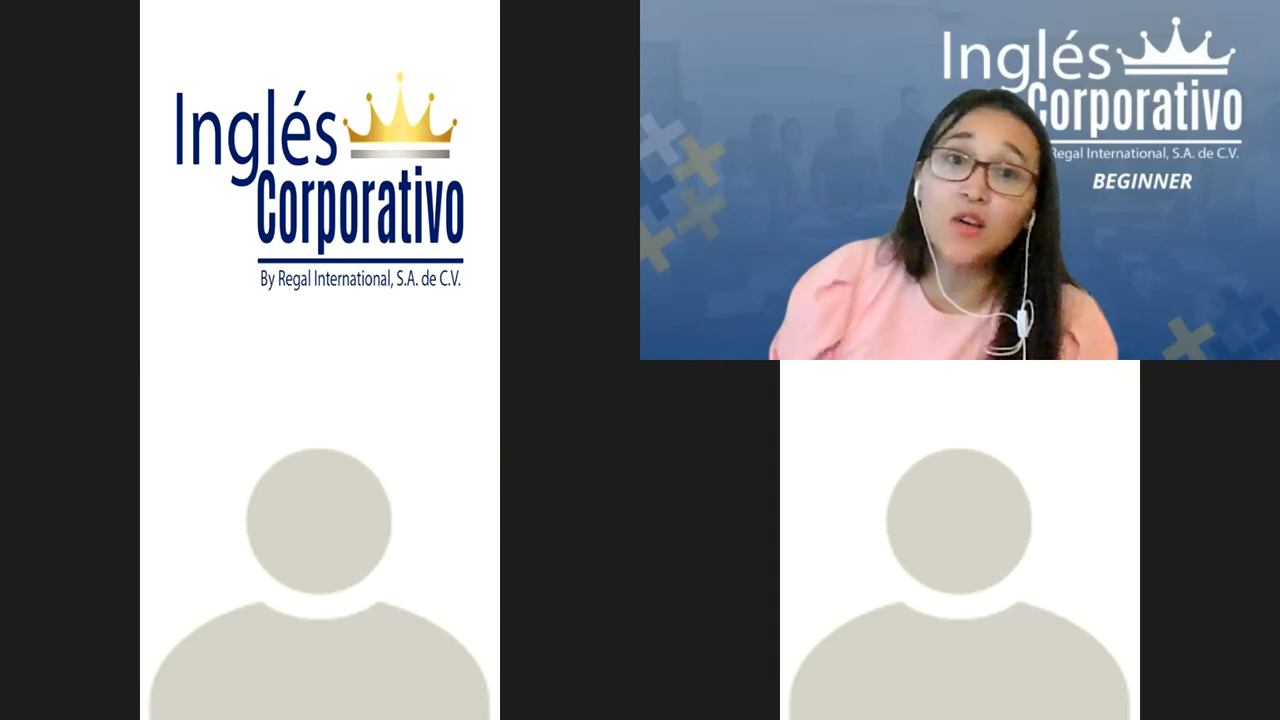 Inglés
Corporativo
By Regal International, S.A. de C.V.
Inglés
Corporativo
Regal International, S.A. de C.V.
BEGINNER